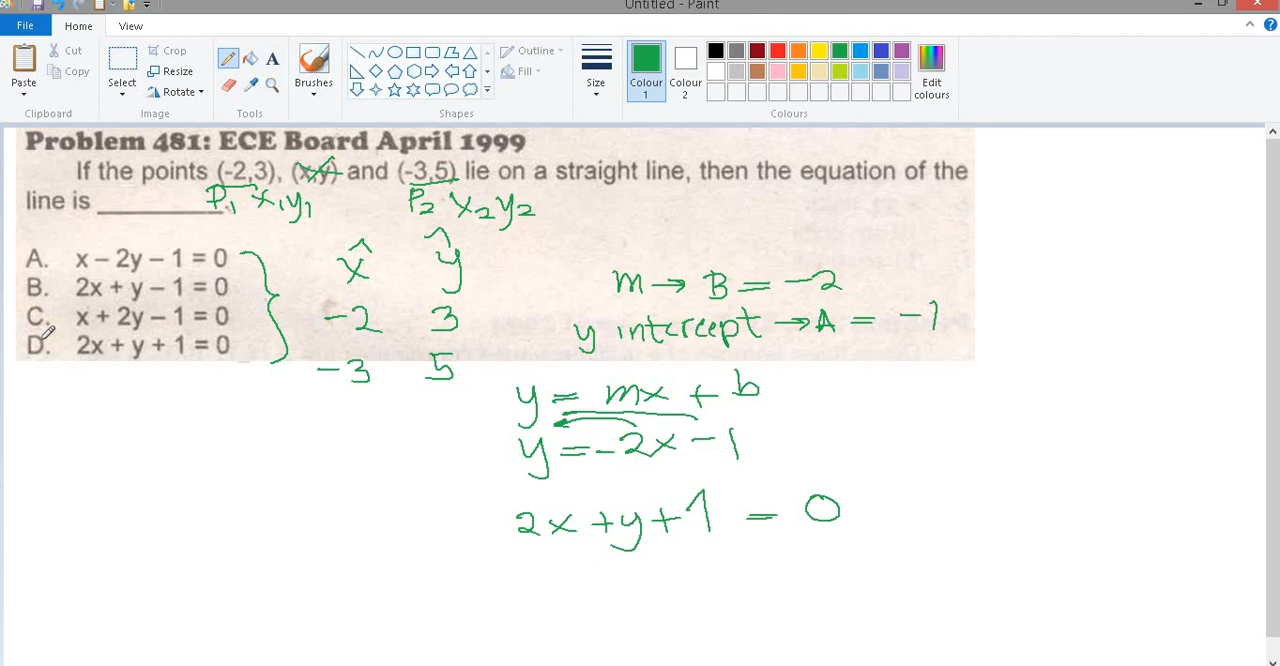 Untitled - Paint
File Home View
Paste
Cut
Copy
Clipboard
Select
Crop
Resize
Rotate
Image
A
Tools
Brushes
Outline
Fill
Shapes
Size
Colour 1
Colour 2
Edit colours
Colours
Problem 481: ECE Board April 1999
If the points (-2,3), (x,y) and (-3,5) lie on a straight line, then the equation of the
line is ________.
P₁ x₁y₁ P₂ x₂y₂
A. x – 2y – 1 = 0
B. 2x + y – 1 = 0
C. x + 2y – 1 = 0
D. 2x + y + 1 = 0
x y
-2 3
-3 5
m → B = -2
y intercept → A = -1
y = mx + b
y = -2x - 1
2x + y + 1 = 0